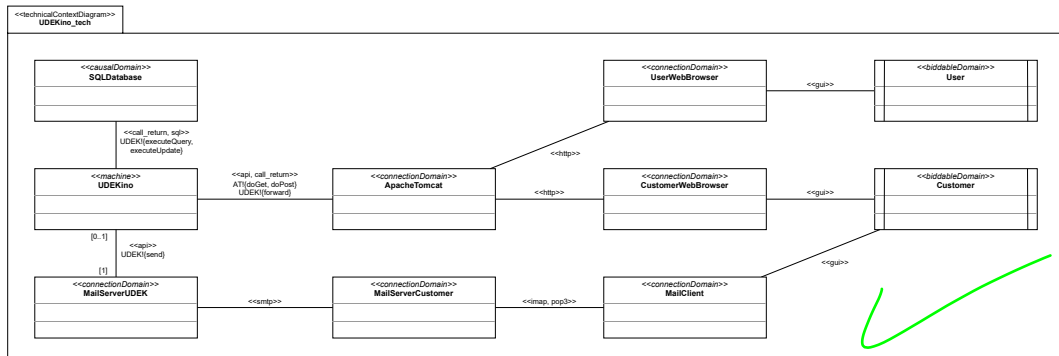 <<technicalContextDiagram>>
UDEKino_tech
<<causalDomain>>
SQLDatabase
<<connectionDomain>>
UserWebBrowser
<<gui>>
<<biddableDomain>>
User
<<call_return, sql>>
UDEK!{executeQuery,
executeUpdate}
<<http>>
<<machine>>
UDEKino
<<api, call_return>>
AT!{doGet, doPost}
UDEK!{forward}
<<connectionDomain>>
ApacheTomcat
<<http>>
<<connectionDomain>>
CustomerWebBrowser
<<gui>>
<<biddableDomain>>
Customer
[0..1]
<<api>>
UDEK!{send}
[1]
<<gui>>
<<connectionDomain>>
MailServerUDEK
<<smtp>>
<<connectionDomain>>
MailServerCustomer
<<imap, pop3>>
<<connectionDomain>>
MailClient